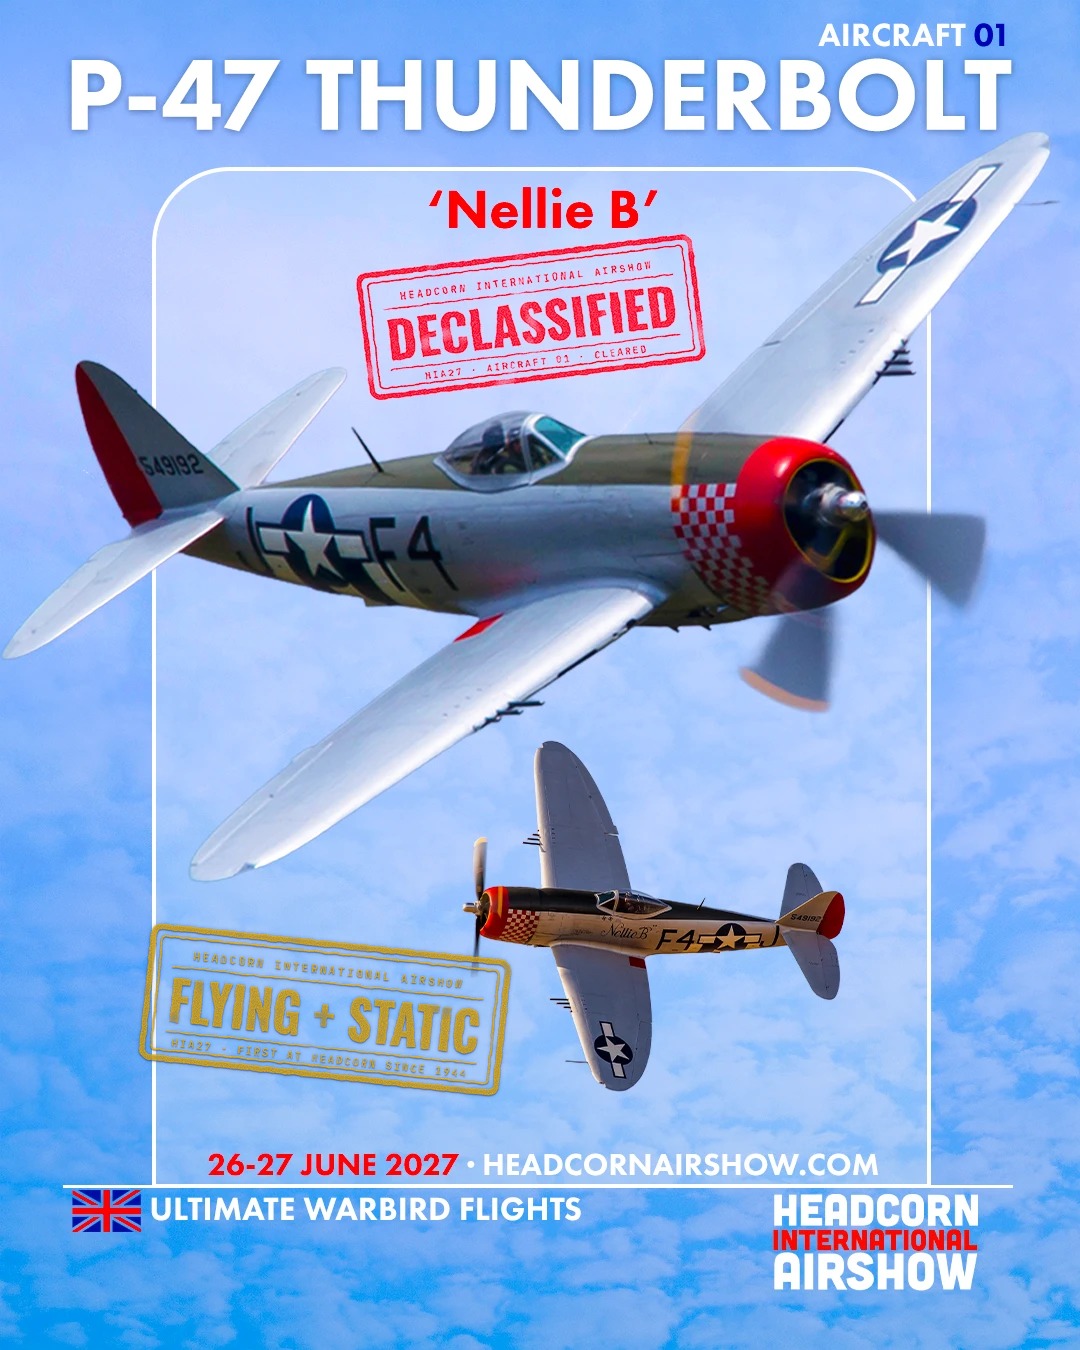 AIRCRAFT 01
P-47 THUNDERBOLT
‘Nellie B’
HEADCORN INTERNATIONAL AIRSHOW
DECLASSIFIED
HIA27 · AIRCRAFT 01 · CLEARED
549192
F4
"Nellie B"
F4
J
549192
HEADCORN INTERNATIONAL AIRSHOW
FLYING + STATIC
HIA27 · FIRST AT HEADCORN SINCE 1944
26-27 JUNE 2027 · HEADCORNAIRSHOW.COM
ULTIMATE WARBIRD FLIGHTS
HEADCORN
INTERNATIONAL
AIRSHOW